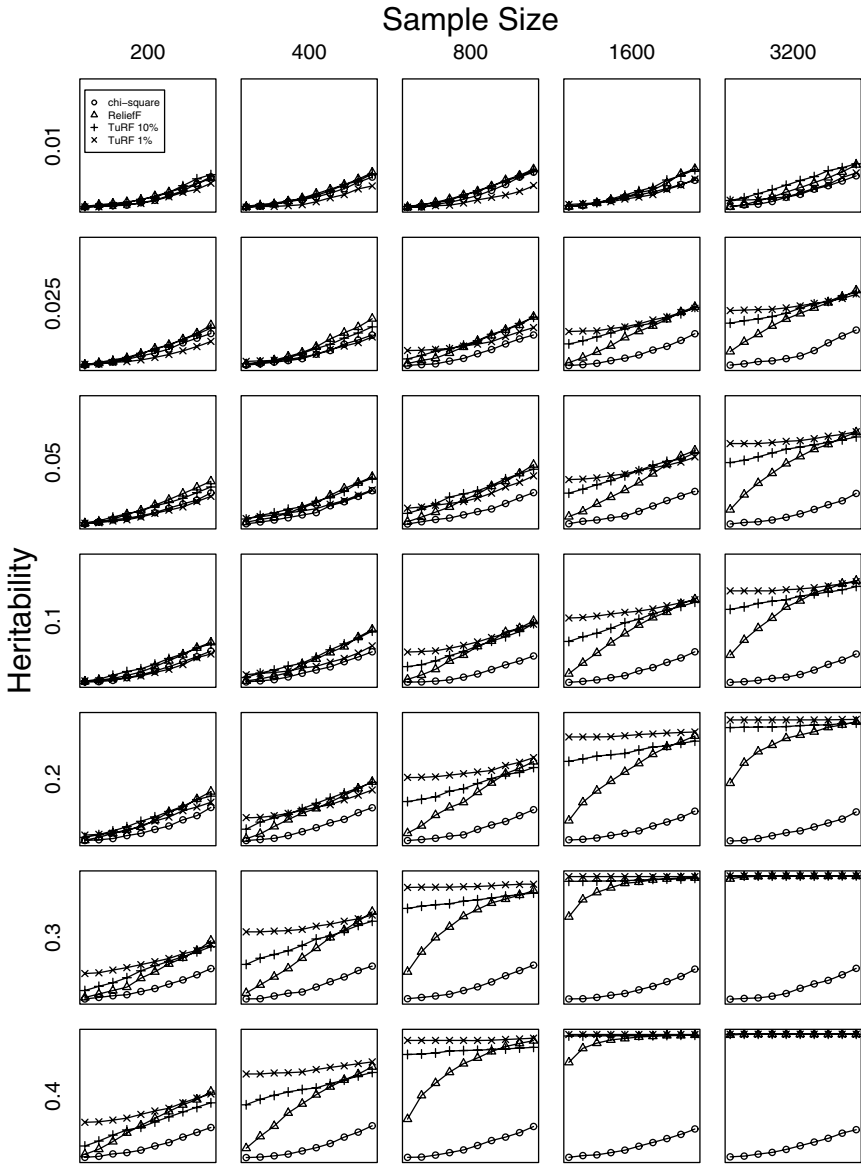 Sample Size
200 400 800 1600 3200
chi−square
ReliefF
TuRF 10%
TuRF 1%
Heritability
0.01
0.025
0.05
0.1
0.2
0.3
0.4